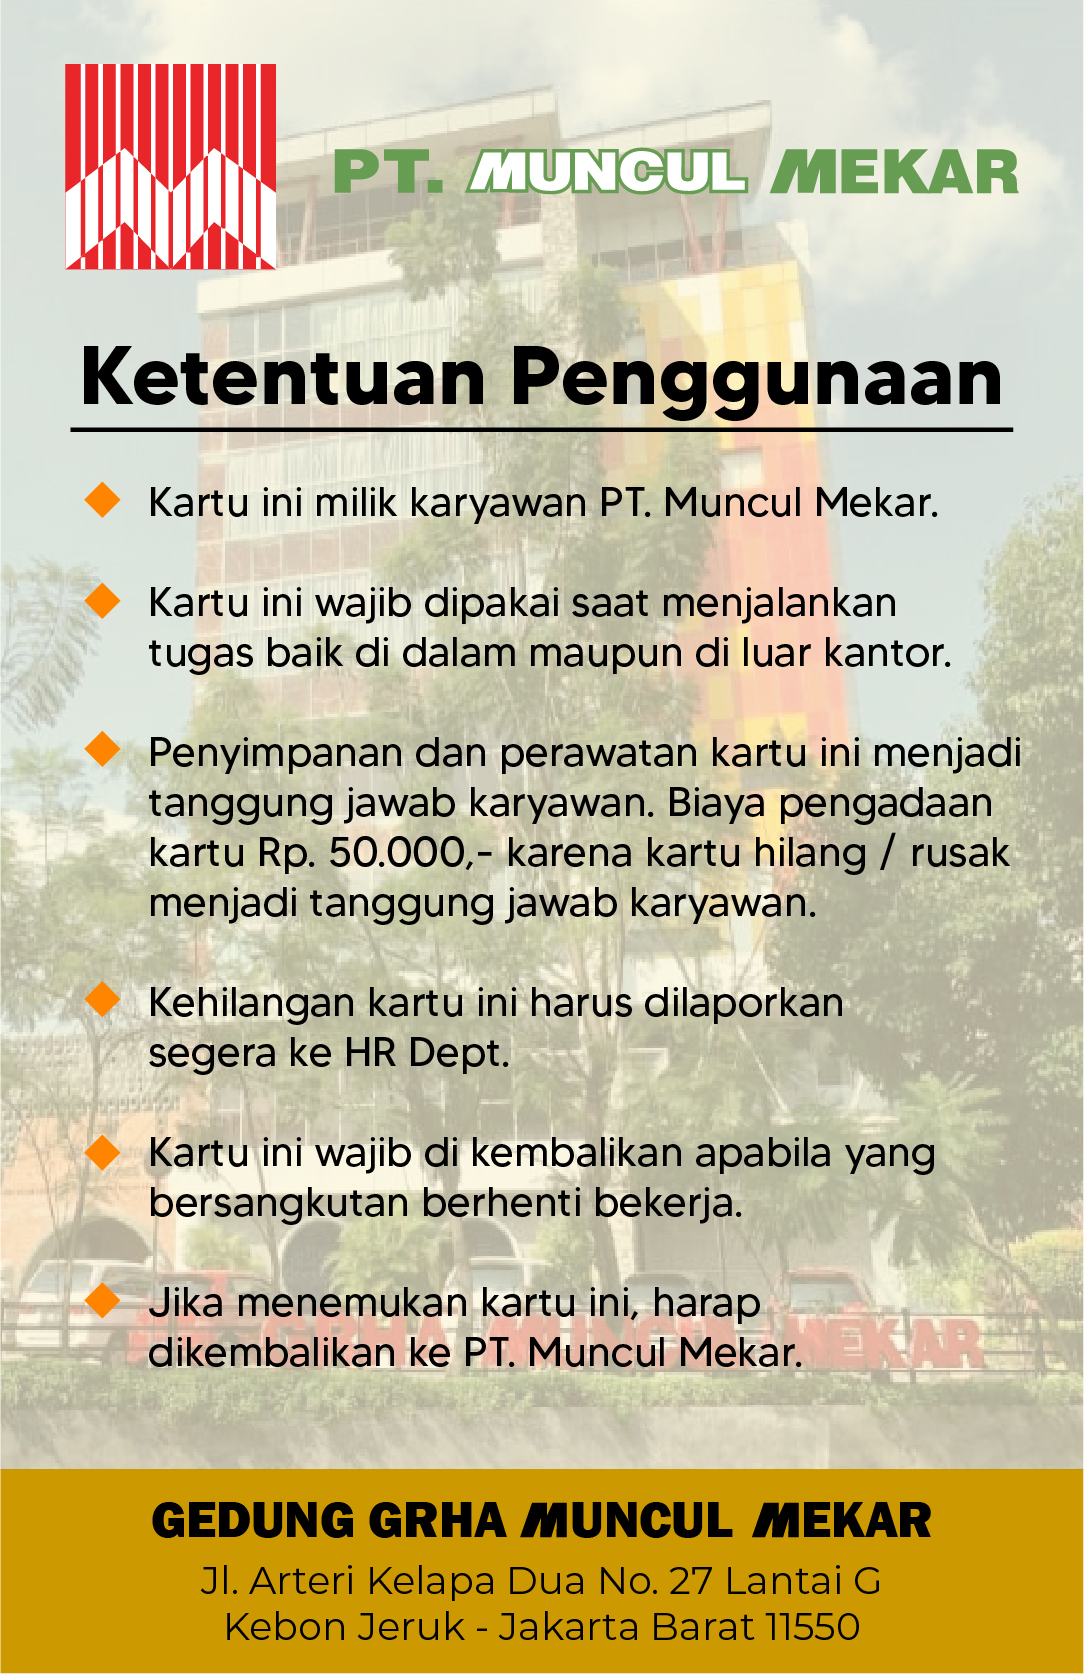 PT. MUNCUL MEKAR
Ketentuan Penggunaan
Kartu ini milik karyawan PT. Muncul Mekar.
Kartu ini wajib dipakai saat menjalankan
tugas baik di dalam maupun di luar kantor.
Penyimpanan dan perawatan kartu ini menjadi
tanggung jawab karyawan. Biaya pengadaan
kartu Rp. 50.000,- karena kartu hilang / rusak
menjadi tanggung jawab karyawan.
Kehilangan kartu ini harus dilaporkan
segera ke HR Dept.
Kartu ini wajib di kembalikan apabila yang
bersangkutan berhenti bekerja.
Jika menemukan kartu ini, harap
dikembalikan ke PT. Muncul Mekar.
GRHA MUNCUL MEKAR
GEDUNG GRHA MUNCUL MEKAR
Jl. Arteri Kelapa Dua No. 27 Lantai G
Kebon Jeruk - Jakarta Barat 11550